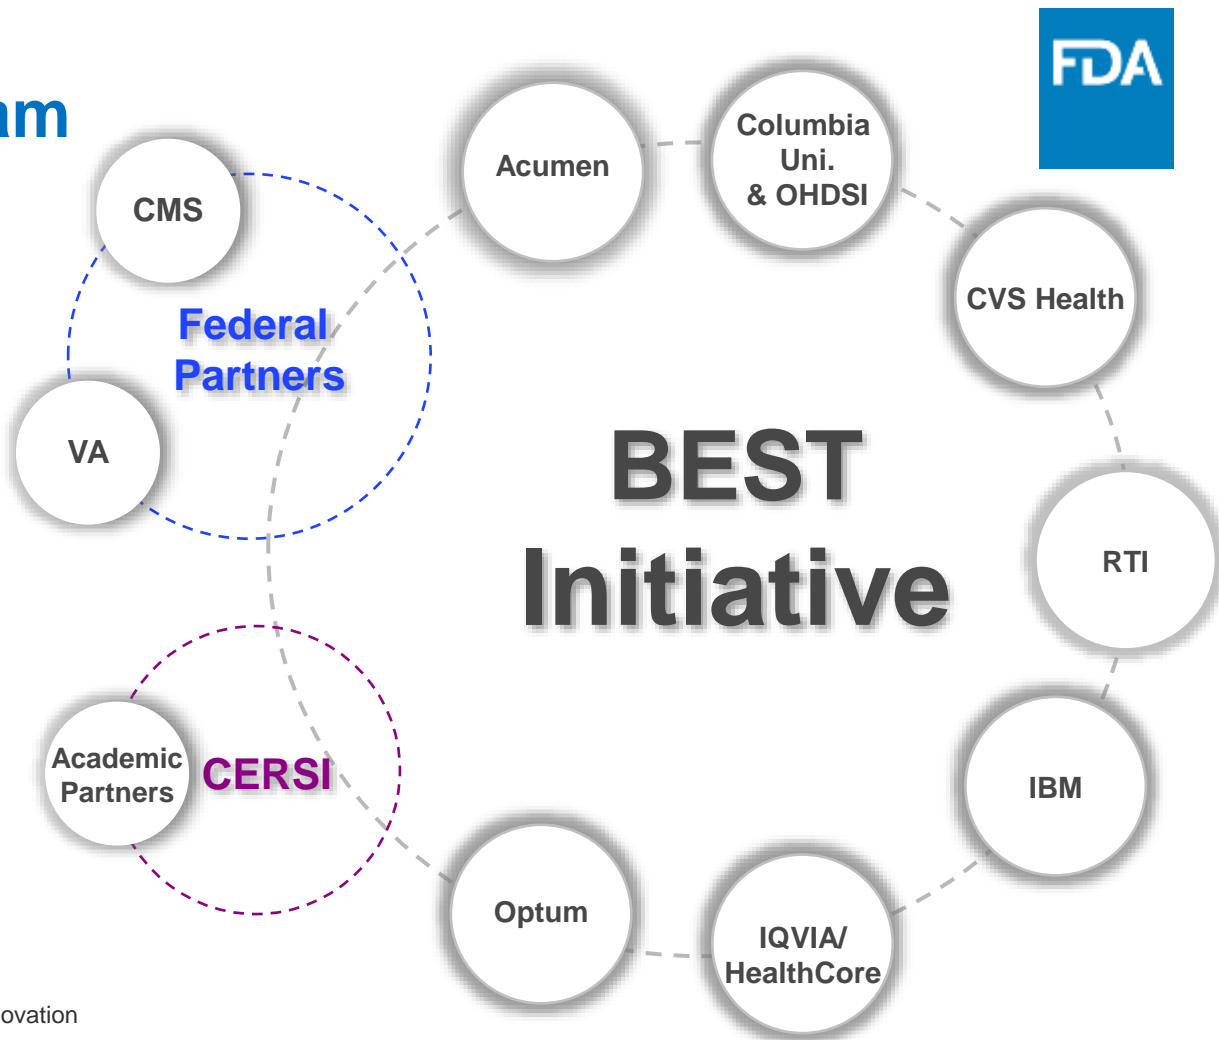 am
FDA
CMS
Federal
Partners
VA
Academic
Partners
CERSI
BEST
Initiative
Acumen
Columbia
Uni.
& OHDSI
CVS Health
RTI
IBM
IQVIA/
HealthCore
Optum
ovation